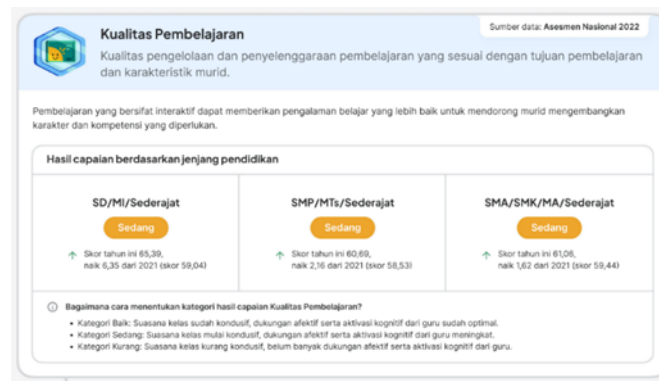 Kualitas Pembelajaran
Sumber data: Asesmen Nasional 2022
Kualitas pengelolaan dan penyelenggaraan pembelajaran yang sesuai dengan tujuan pembelajaran
dan karakteristik murid.
Pembelajaran yang bersifat interaktif dapat memberikan pengalaman belajar yang lebih baik untuk mendorong murid mengembangkan
karakter dan kompetensi yang diperlukan.
Hasil capaian berdasarkan jenjang pendidikan
SD/MI/Sederajat
Sedang
Skor tahun ini 65,39,
naik 6,35 dari 2021 (skor 59,04)
SMP/MTs/Sederajat
Sedang
Skor tahun ini 60,69,
naik 2,16 dari 2021 (skor 58,53)
SMA/SMK/MA/Sederajat
Sedang
Skor tahun ini 61,06,
naik 1,62 dari 2021 (skor 59,44)
Bagaimana cara menentukan kategori hasil capaian Kualitas Pembelajaran?
• Kategori Baik: Suasana kelas sudah kondusif, dukungan afektif serta aktivasi kognitif dari guru sudah optimal.
• Kategori Sedang: Suasana kelas mulai kondusif, dukungan afektif serta aktivasi kognitif dari guru meningkat.
• Kategori Kurang: Suasana kelas kurang kondusif, belum banyak dukungan afektif serta aktivasi kognitif dari guru.